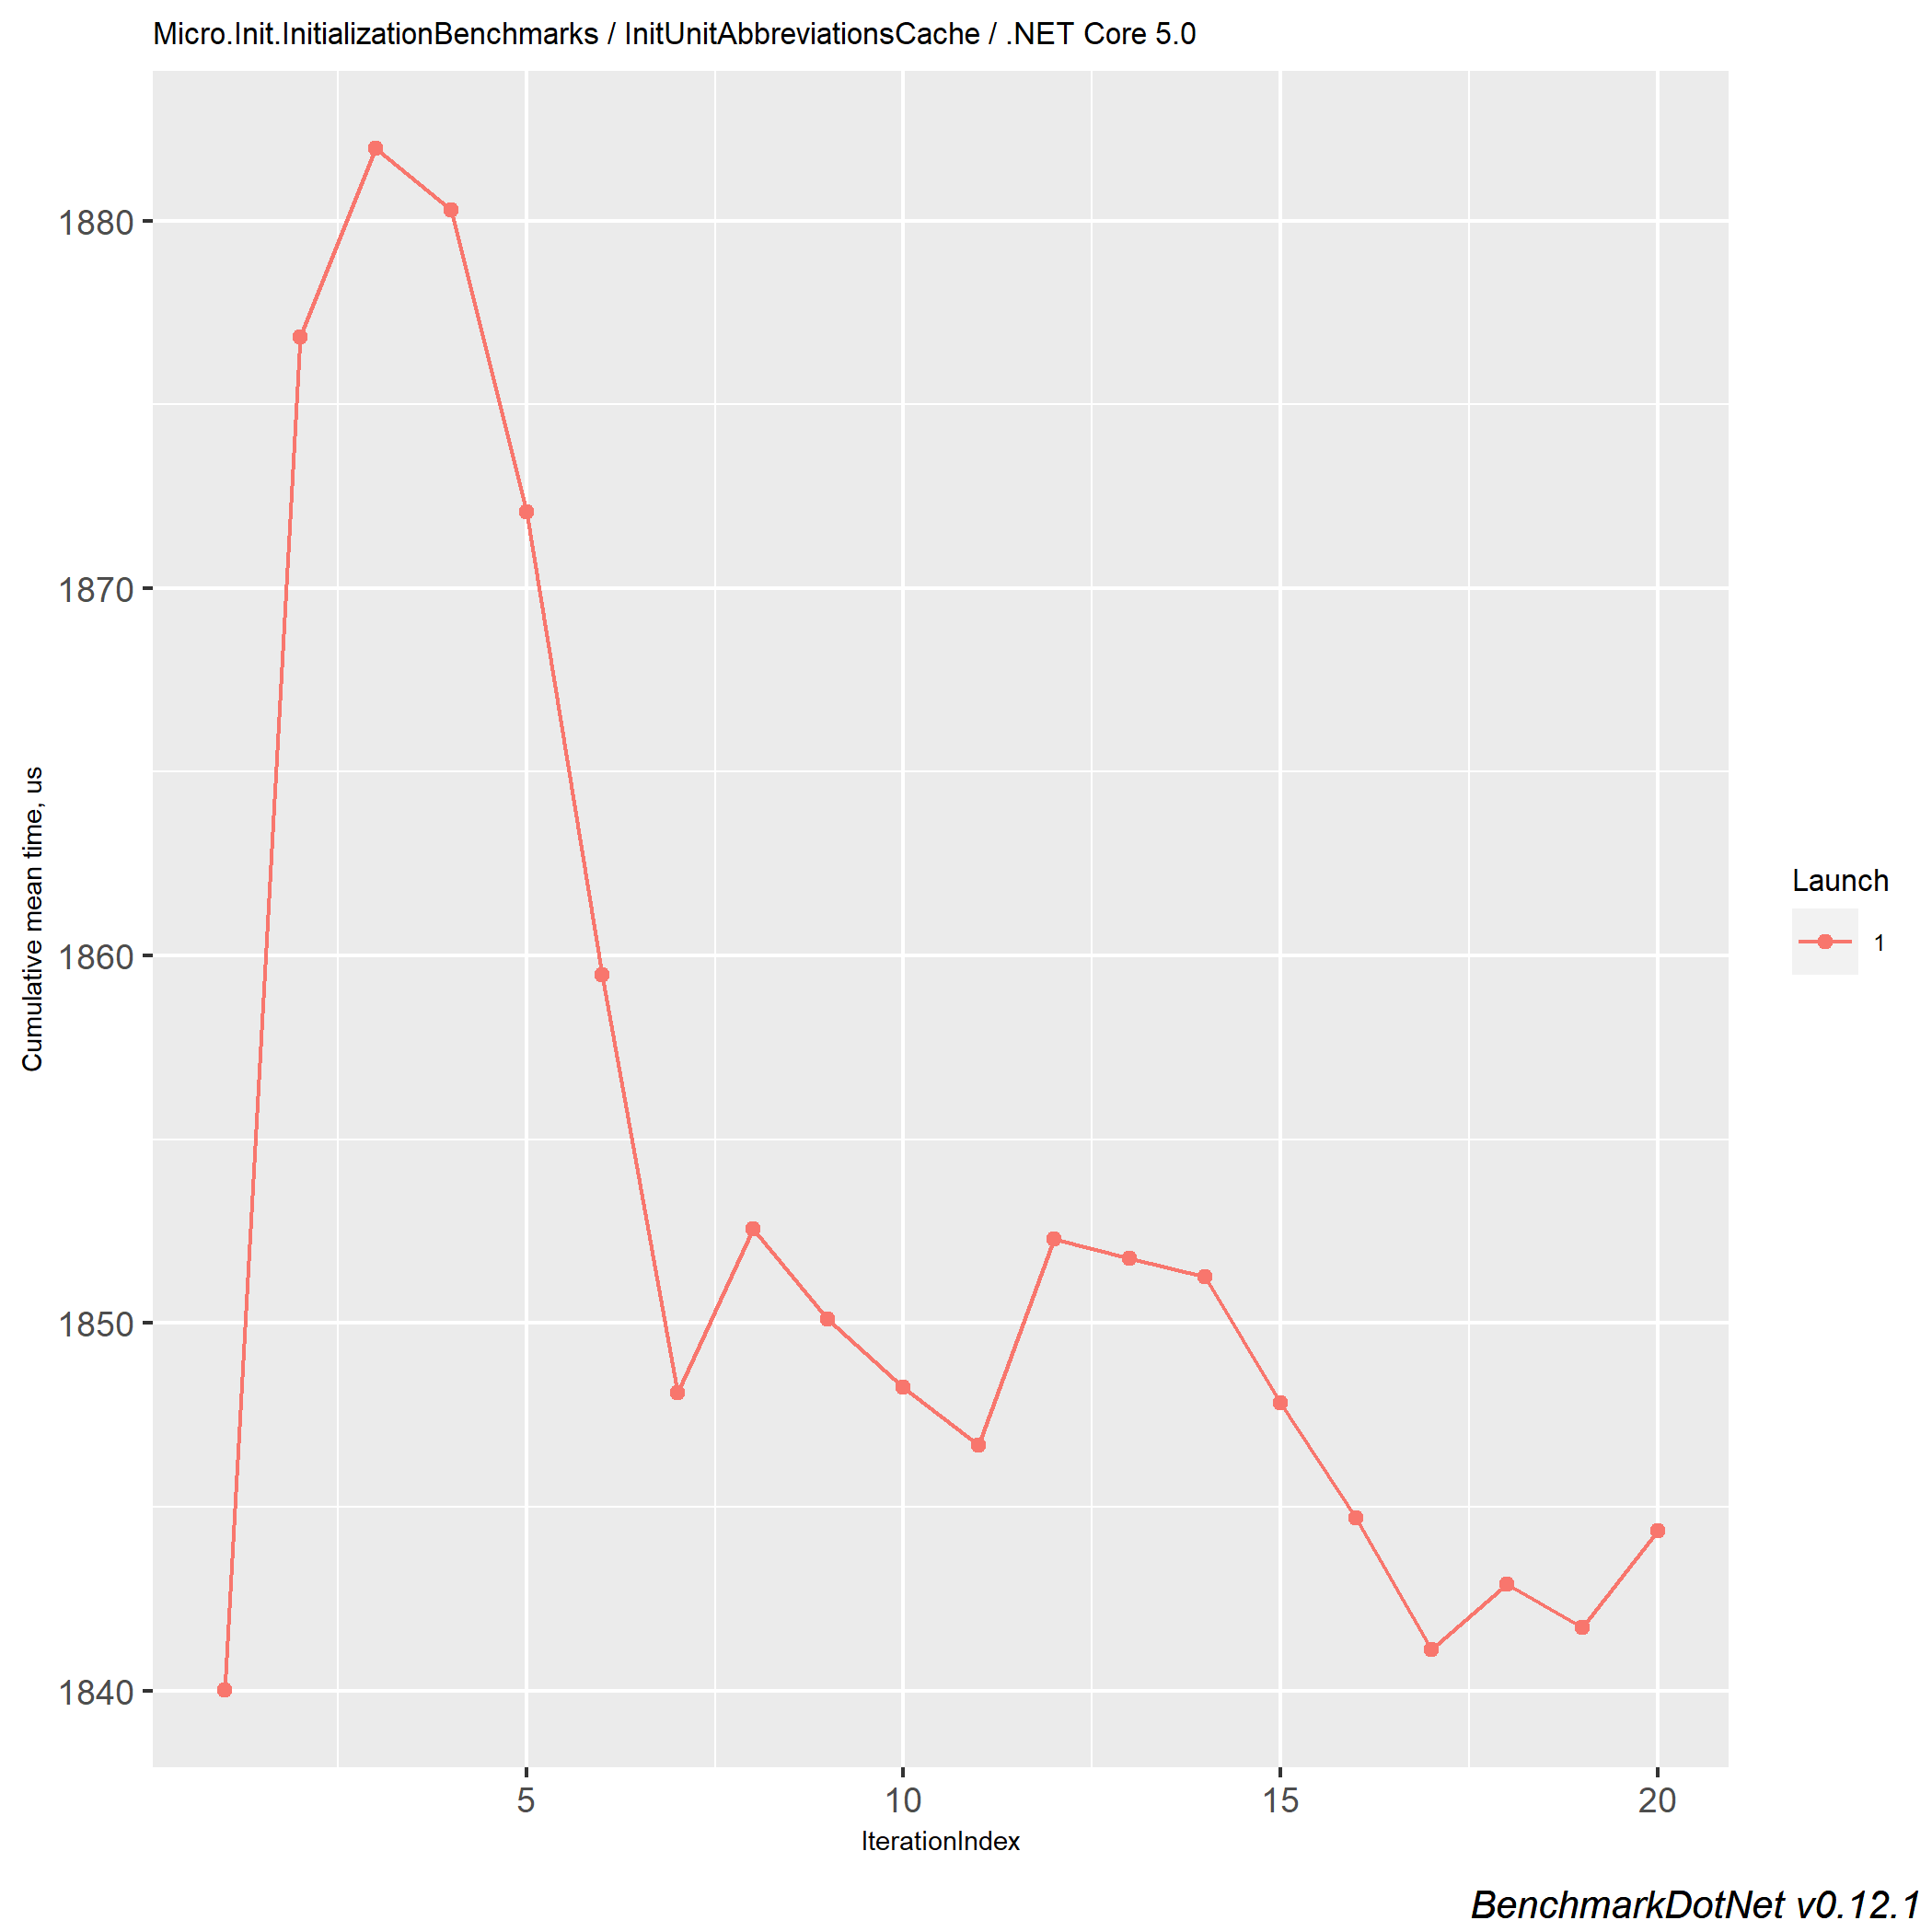 Micro.Init.InitializationBenchmarks / InitUnitAbbreviationsCache / .NET Core 5.0
Cumulative mean time, us
1880
1870
1860
1850
1840
5
10
15
20
IterationIndex
Launch
1
BenchmarkDotNet v0.12.1